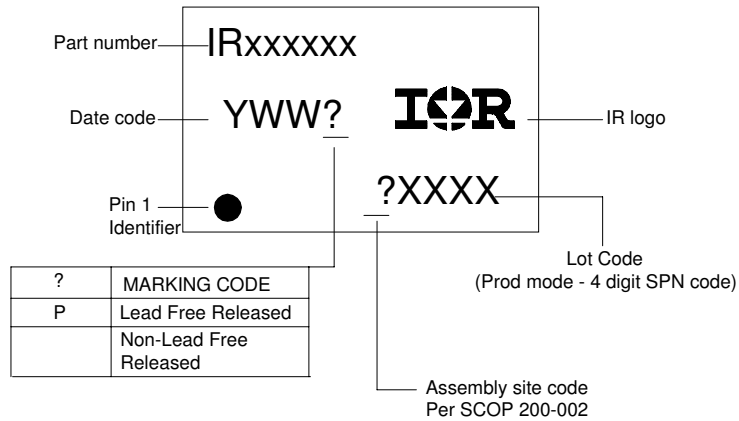 Part number
IRxxxxxx
Date code
YWW?
IOR
IR logo
?XXXX
Pin 1
Identifier
Lot Code
(Prod mode - 4 digit SPN code)
? MARKING CODE
P Lead Free Released
Non-Lead Free
Released
Assembly site code
Per SCOP 200-002